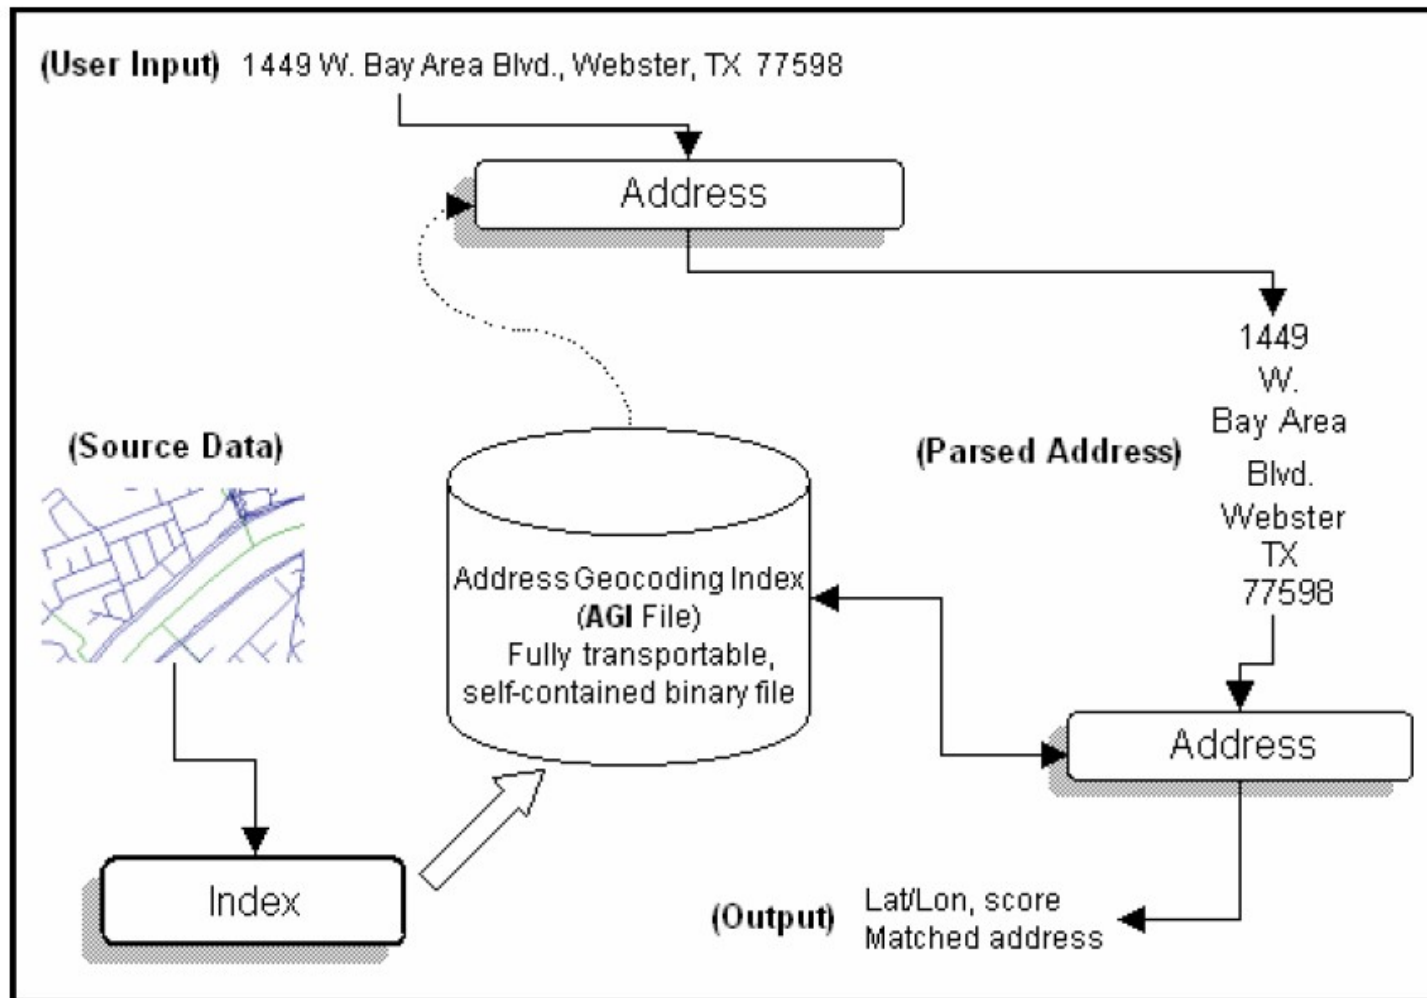 (User Input) 1449 W. Bay Area Blvd., Webster, TX 77598
Address
1449
W.
Bay Area
Blvd.
Webster
TX
77598
(Parsed Address)
(Source Data)
Address Geocoding Index
(AGI File)
Fully transportable,
self-contained binary file
Address
Index
(Output) Lat/Lon, score
Matched address